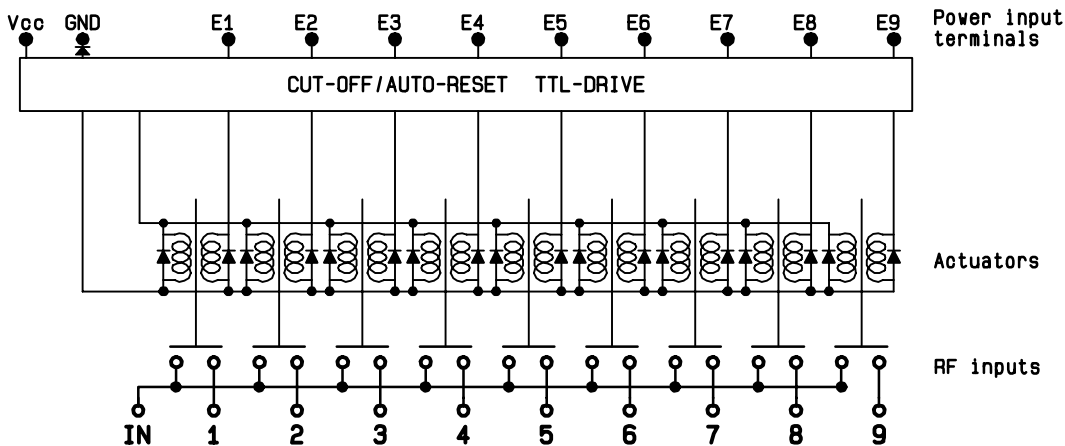 Vcc GND E1 E2 E3 E4 E5 E6 E7 E8 E9 Power input
terminals
CUT-OFF/AUTO-RESET TTL-DRIVE
Actuators
RF inputs
IN 1 2 3 4 5 6 7 8 9